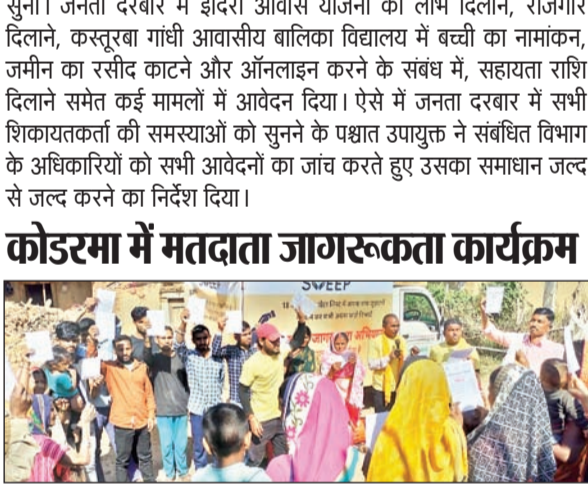 सुना। जनता दरबार में इंदिरा आवास योजना का लाभ दिलाने, रोजगार
दिलाने, कस्तूरबा गांधी आवासीय बालिका विद्यालय में बच्ची का नामांकन,
जमीन का रसीद काटने और ऑनलाइन करने के संबंध में, सहायता राशि
दिलाने समेत कई मामलों में आवेदन दिया। ऐसे में जनता दरबार में सभी
शिकायतकर्ता की समस्याओं को सुनने के पश्चात उपायुक्त ने संबंधित विभाग
के अधिकारियों को सभी आवेदनों का जांच करते हुए उसका समाधान जल्द
से जल्द करने का निर्देश दिया।
कोडरमा में मतदाता जागरूकता कार्यक्रम
SWEEP